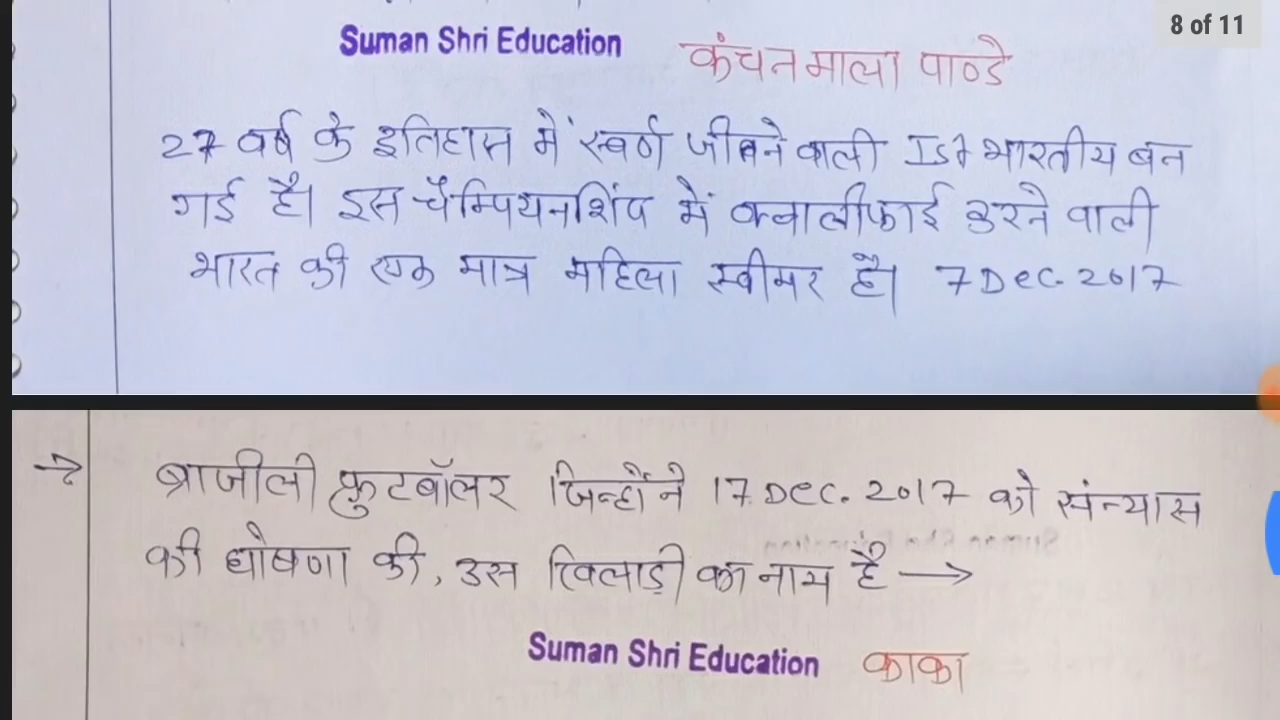 8 of 11
Suman Shri Education कंचनमाला पाण्डे
27 वर्ष के इतिहास में स्वर्ण जीतने वाली Ist भारतीय बन
गई है। इस चैम्पियनशिप में क्वालीफाई करने वाली
भारत की एक मात्र महिला स्वीमर है। 7 Dec. 2017
→ ब्राजीली फुटबॉलर जिन्होंने 17 Dec. 2017 को संन्यास
की घोषणा की, उस खिलाड़ी का नाम है →
Suman Shri Education काका